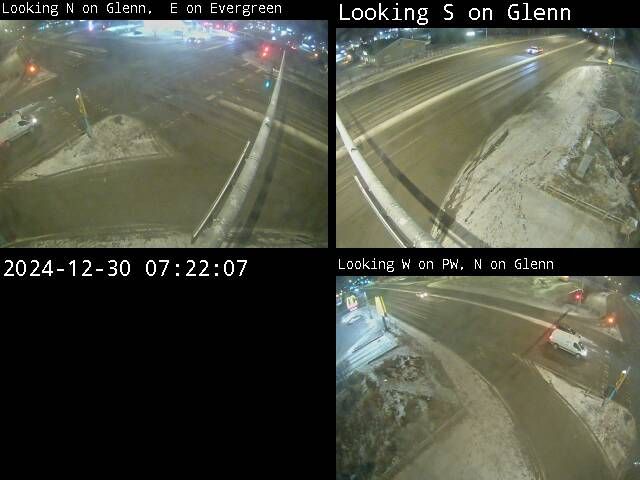 Looking N on Glenn, E on Evergreen
Looking S on Glenn
2024-12-30 07:22:07
Looking W on PW, N on Glenn